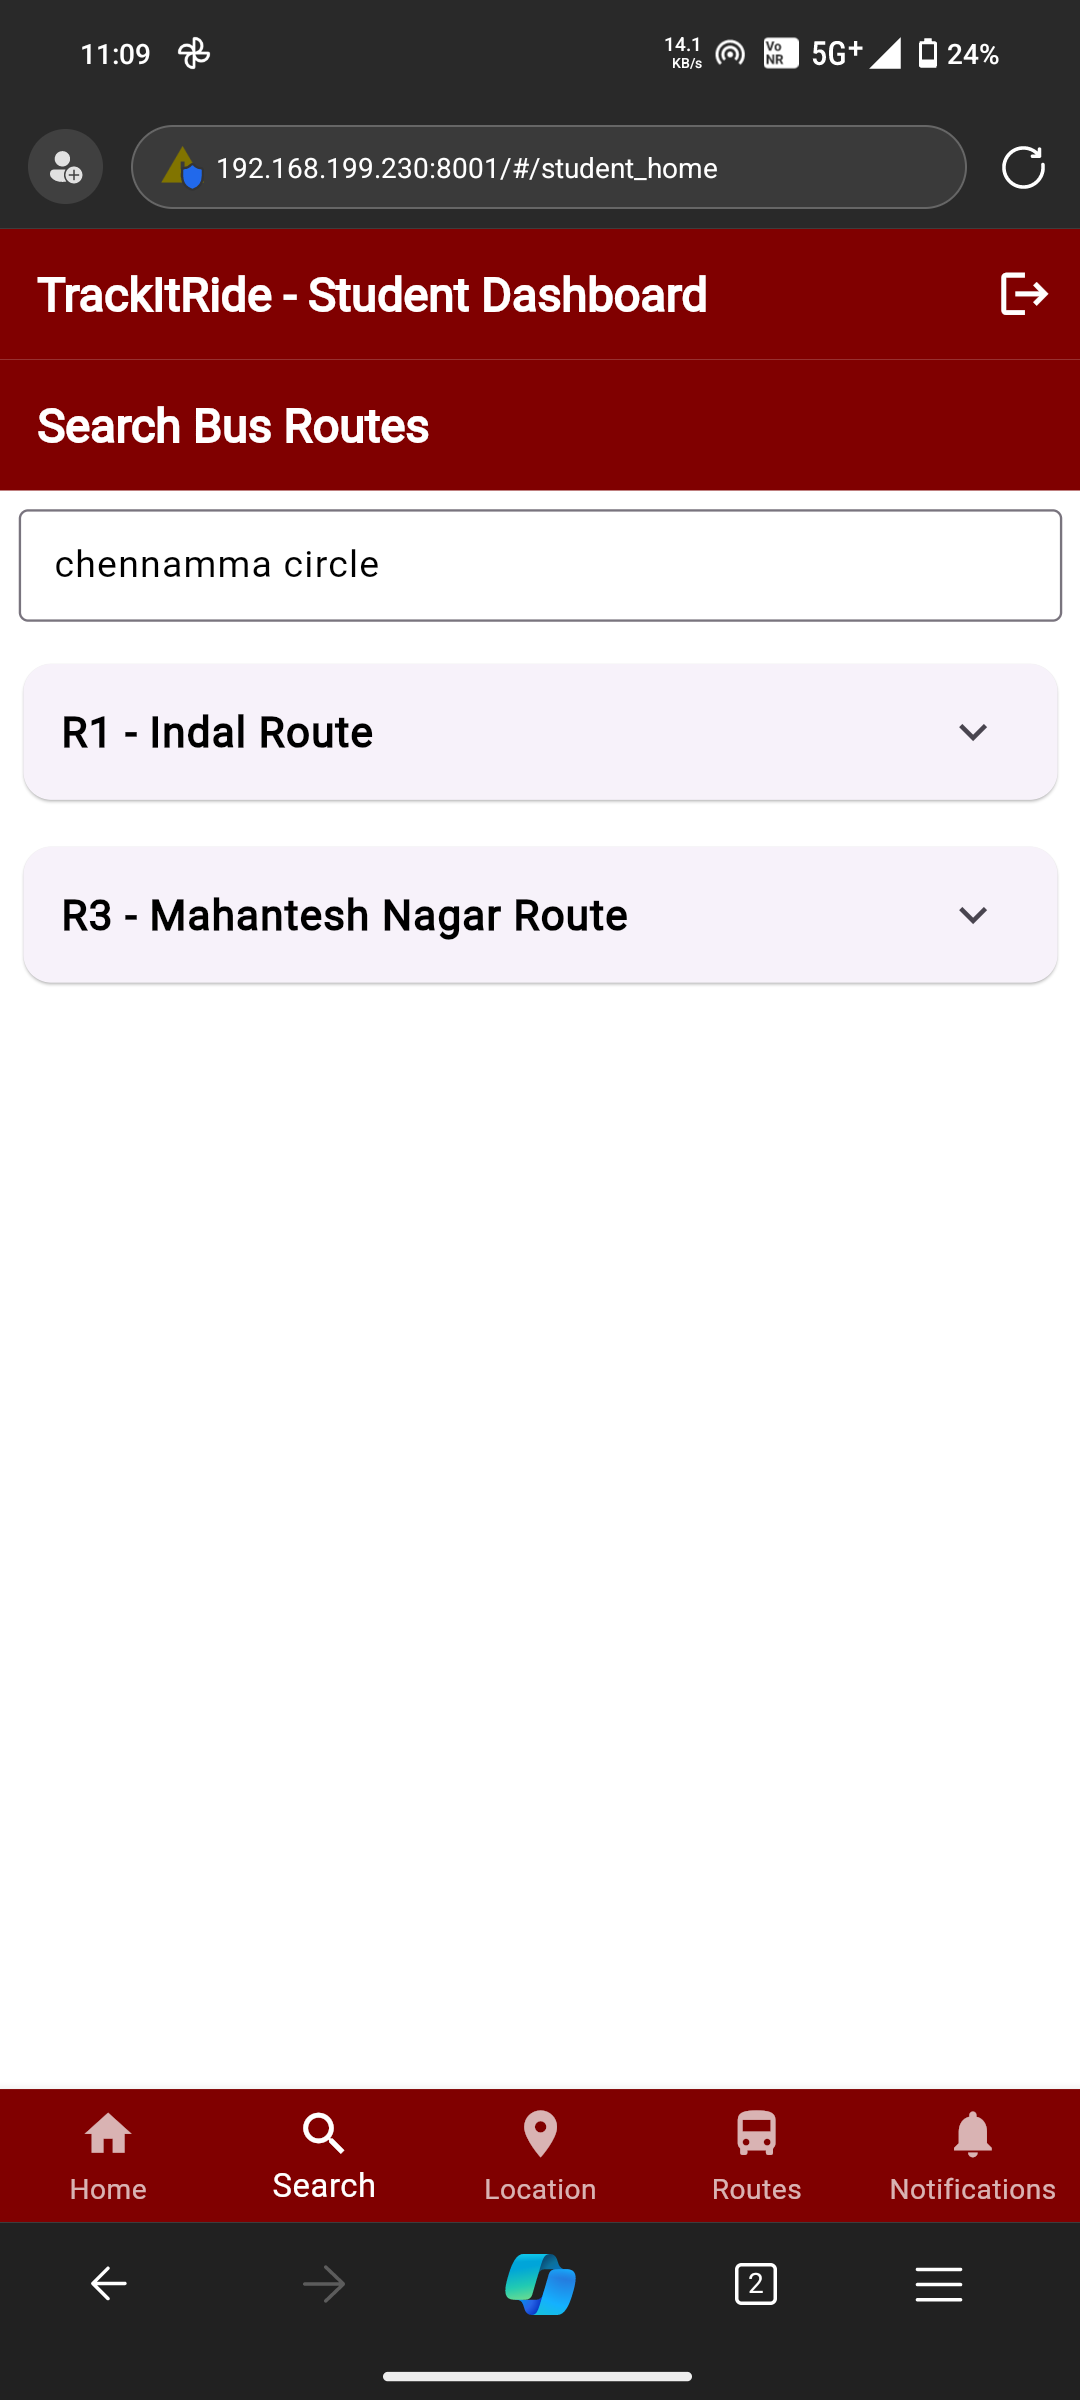 11:09
14.1
KB/s
Vo
NR
5G+
24%
192.168.199.230:8001/#/student_home
TrackItRide - Student Dashboard
Search Bus Routes
chennamma circle
R1 - Indal Route
R3 - Mahantesh Nagar Route
Home
Search
Location
Routes
Notifications
2